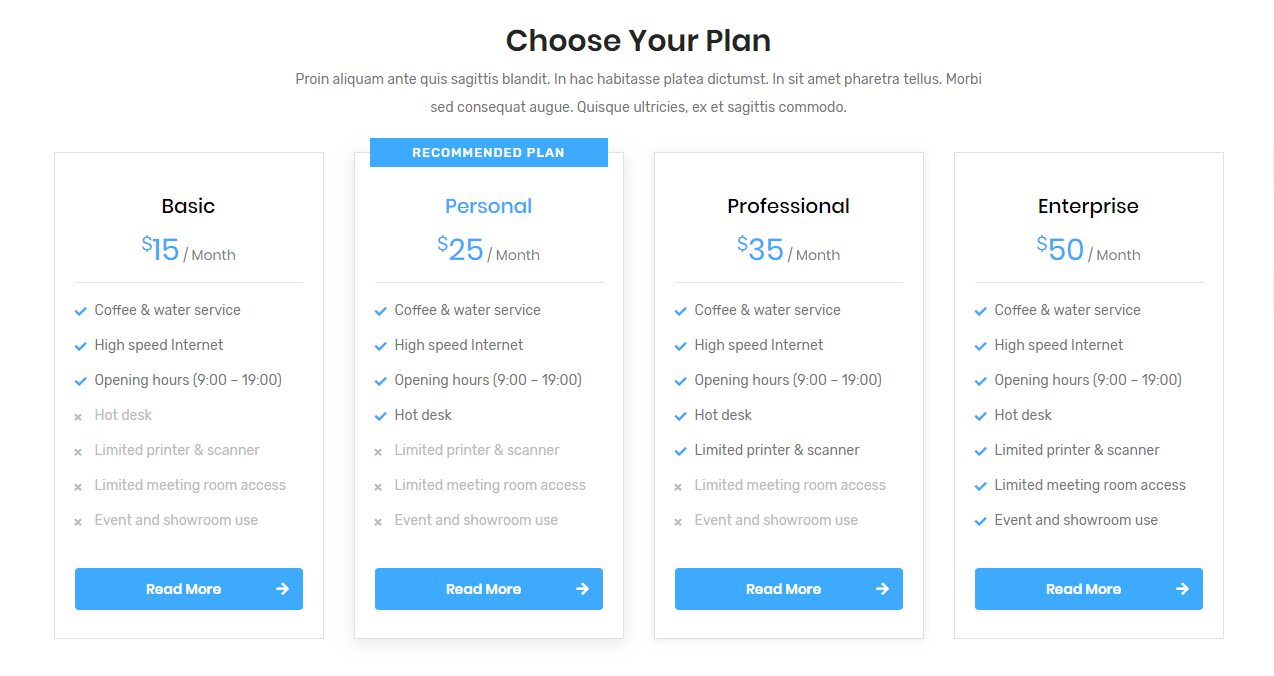 Choose Your Plan
Proin aliquam ante quis sagittis blandit. In hac habitasse platea dictumst. In sit amet pharetra tellus. Morbi
sed consequat augue. Quisque ultricies, ex et sagittis commodo.
Basic
$15 / Month
Coffee & water service
High speed Internet
Opening hours (9:00 – 19:00)
Hot desk
Limited printer & scanner
Limited meeting room access
Event and showroom use
Read More
RECOMMENDED PLAN
Personal
$25 / Month
Coffee & water service
High speed Internet
Opening hours (9:00 – 19:00)
Hot desk
Limited printer & scanner
Limited meeting room access
Event and showroom use
Read More
Professional
$35 / Month
Coffee & water service
High speed Internet
Opening hours (9:00 – 19:00)
Hot desk
Limited printer & scanner
Limited meeting room access
Event and showroom use
Read More
Enterprise
$50 / Month
Coffee & water service
High speed Internet
Opening hours (9:00 – 19:00)
Hot desk
Limited printer & scanner
Limited meeting room access
Event and showroom use
Read More